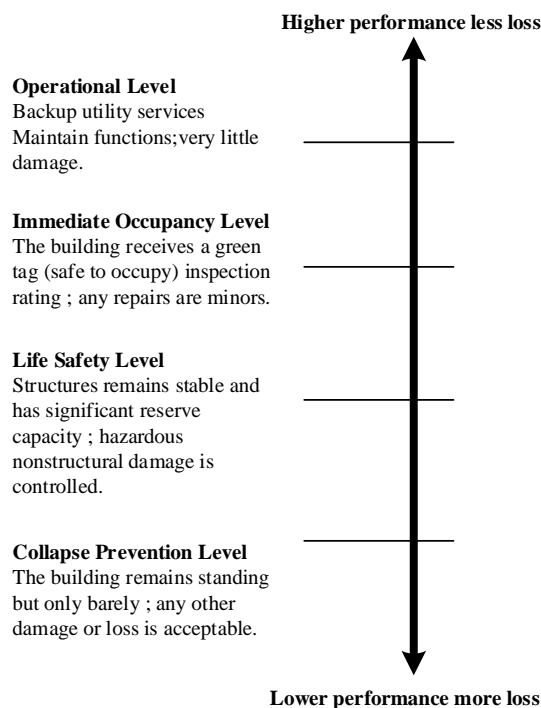 Higher performance less loss
Operational Level
Backup utility services
Maintain functions;very little
damage.
Immediate Occupancy Level
The building receives a green
tag (safe to occupy) inspection
rating ; any repairs are minors.
Life Safety Level
Structures remains stable and
has significant reserve
capacity ; hazardous
nonstructural damage is
controlled.
Collapse Prevention Level
The building remains standing
but only barely ; any other
damage or loss is acceptable.
Lower performance more loss